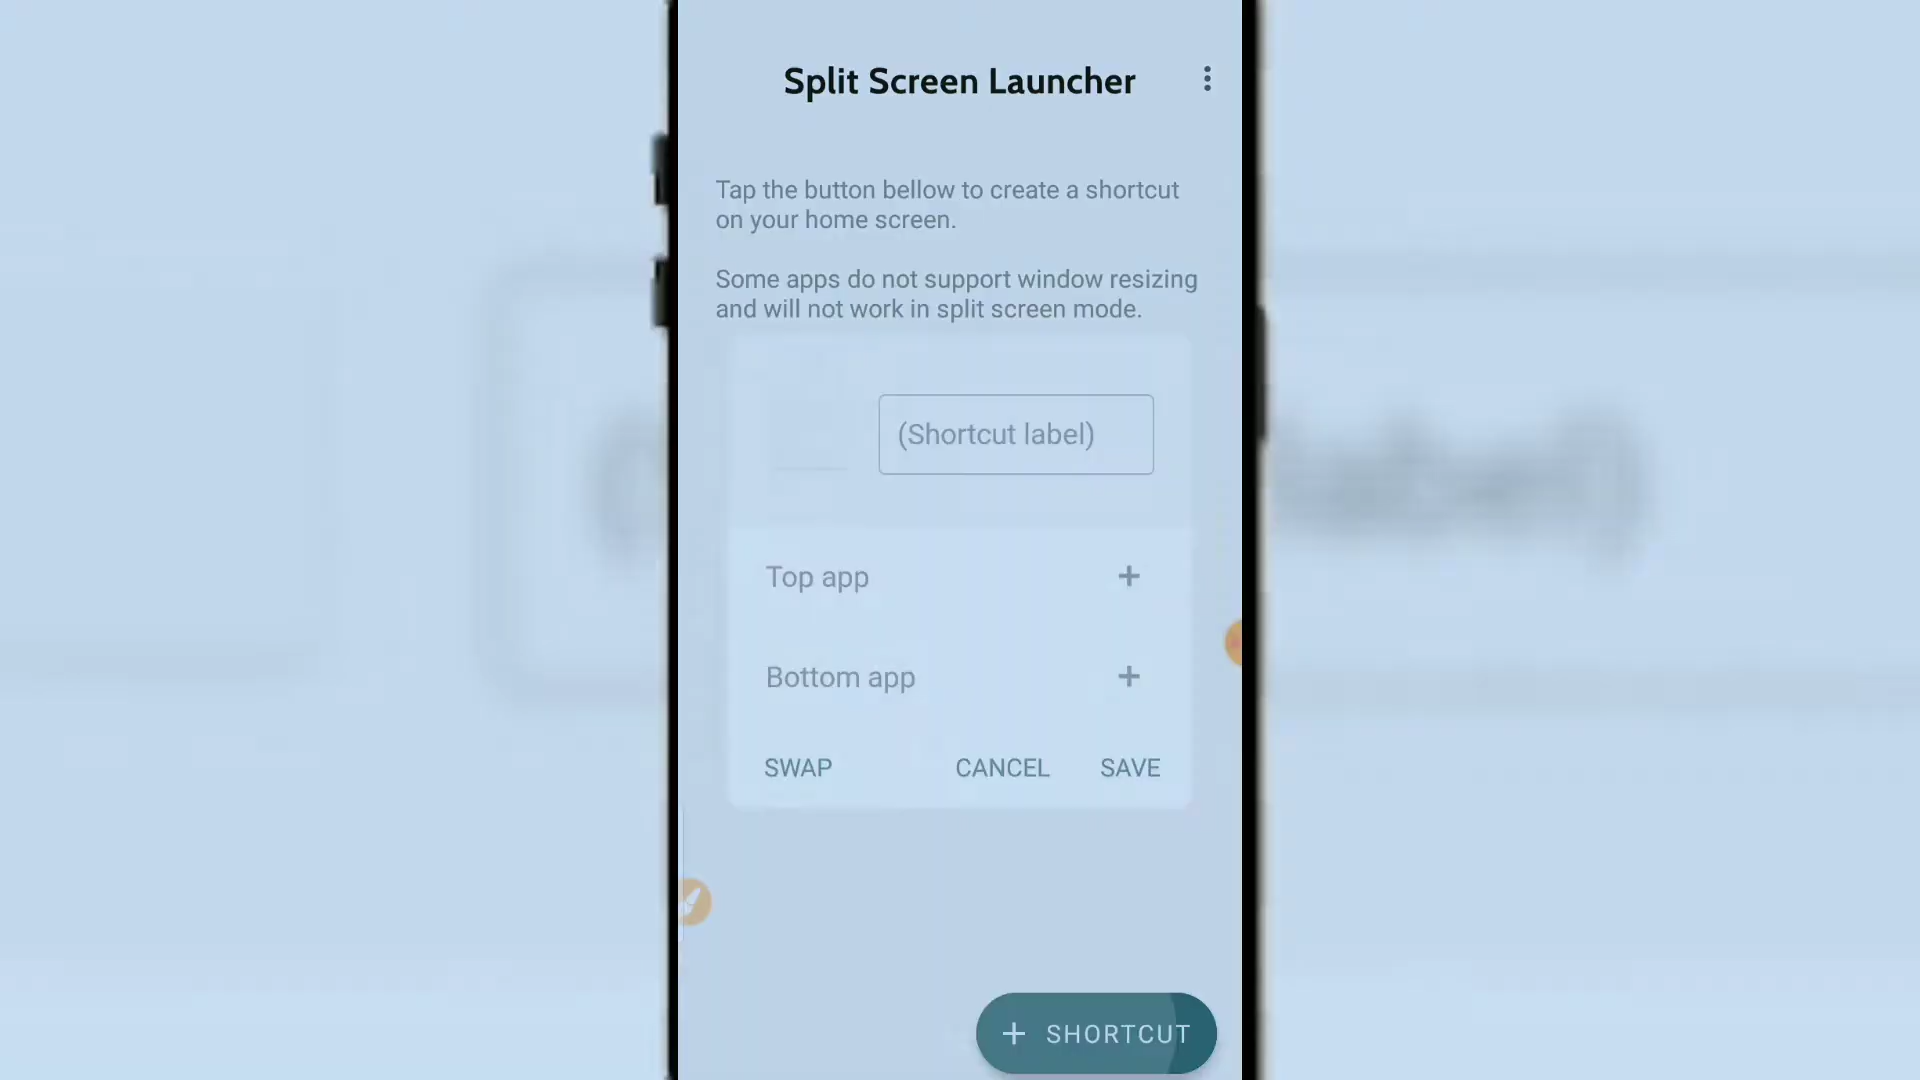 Split Screen Launcher
Tap the button bellow to create a shortcut
on your home screen.
Some apps do not support window resizing
and will not work in split screen mode.
(Shortcut label)
Top app +
Bottom app +
SWAP CANCEL SAVE
+ SHORTCUT